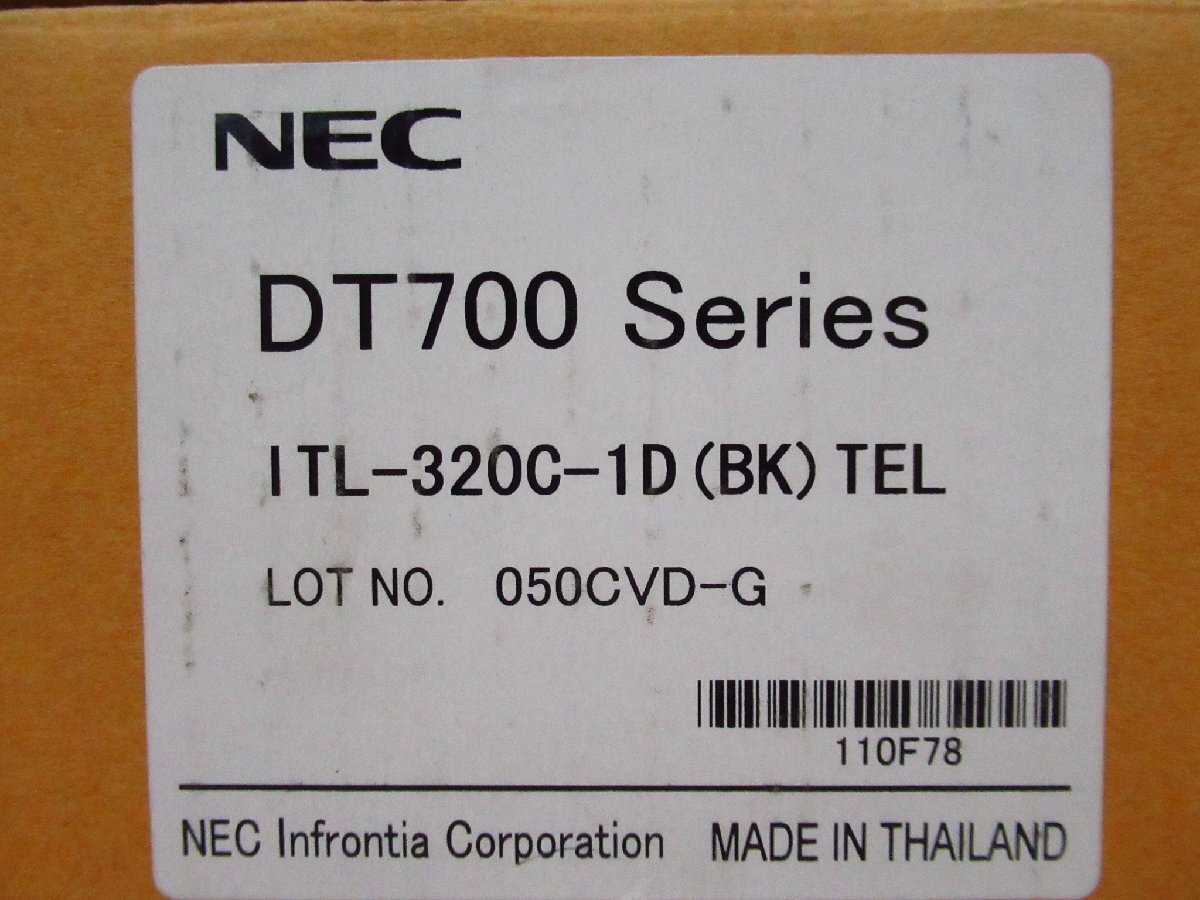 NEC
DT700 Series
ITL-320C-1D(BK)TEL
LOT NO. 050CVD-G
110F78
NEC Infrontia Corporation MADE IN THAILAND